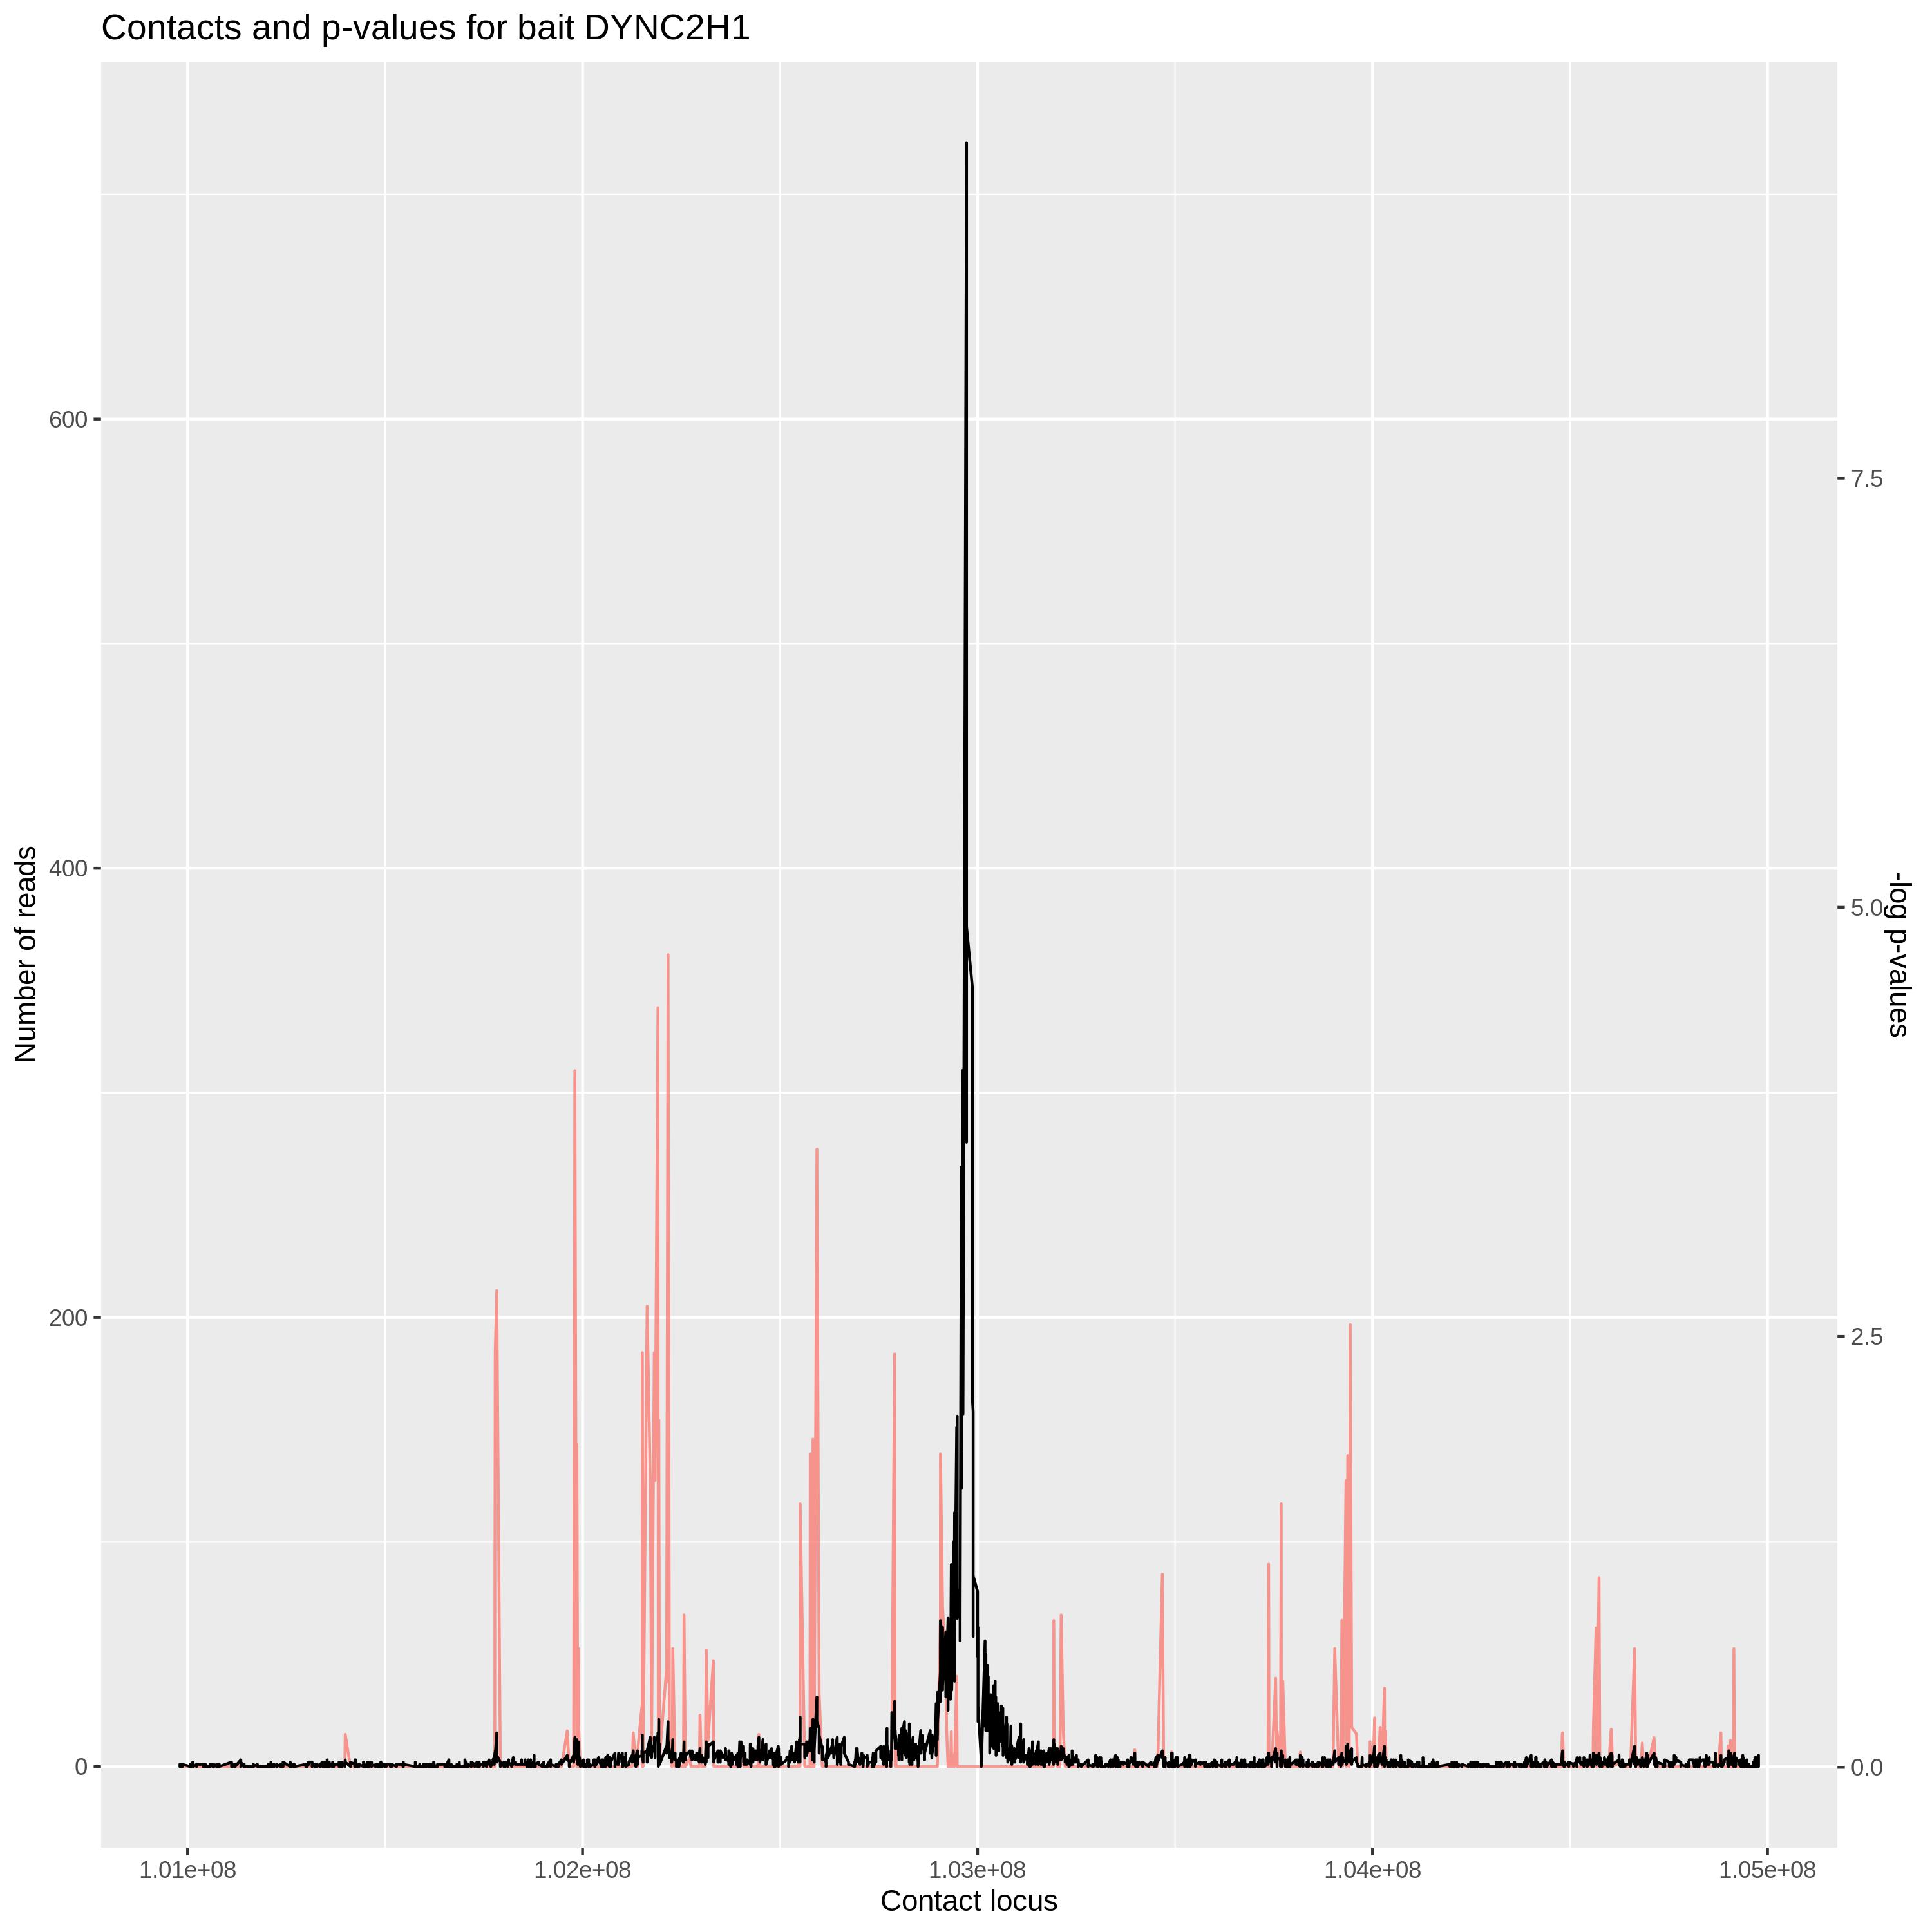 Contacts and p-values for bait DYNC2H1
Number of reads
600
400
200
0
7.5
5.0
2.5
0.0
-log p-values
1.01e+08 1.02e+08 1.03e+08 1.04e+08 1.05e+08
Contact locus